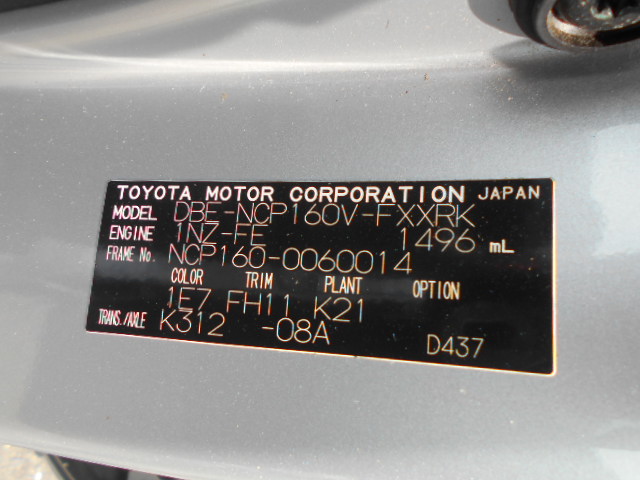 TOYOTA MOTOR CORPORATION JAPAN
MODEL DBE-NCP160V-FXXRK
ENGINE 1NZ-FE 1496 mL
FRAME No. NCP160-0060014
COLOR TRIM PLANT OPTION
1E7 FH11 K21
TRANS./AXLE K312 -08A D437